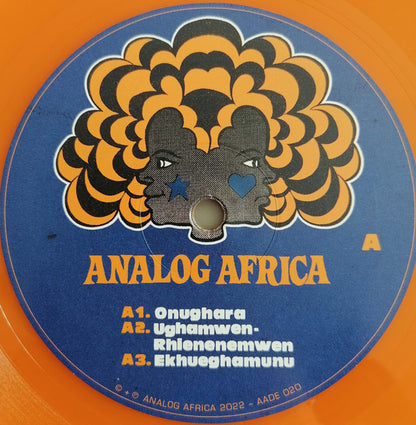 ANALOG AFRICA
A
A1. Onughara
A2. Ughamwen-
Rhienenemwen
A3. Ekhueghamunu
© + ℗ ANALOG AFRICA 2022 - AADE 020